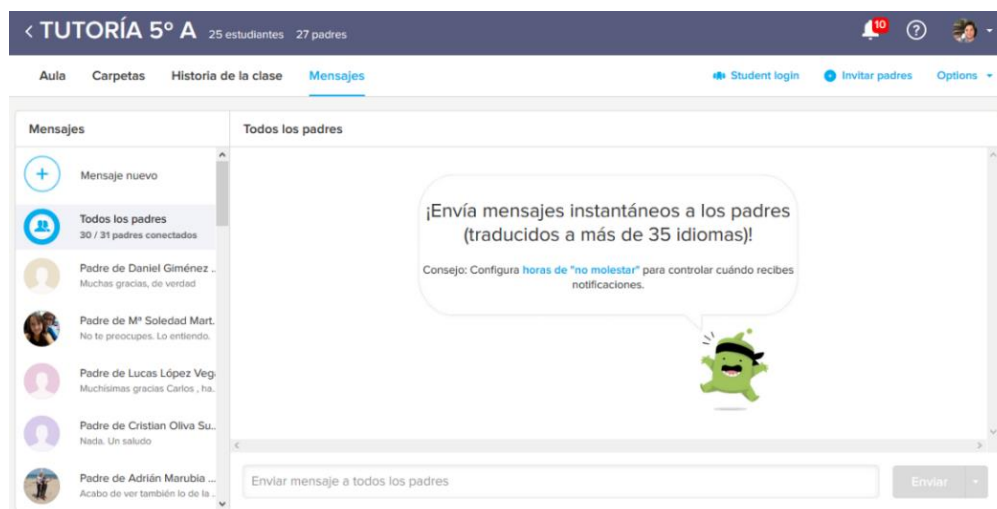 < TUTORÍA 5º A 25 estudiantes 27 padres
10
?
Aula Carpetas Historia de la clase Mensajes
Student login Invitar padres Options
Mensajes
Todos los padres
Mensaje nuevo
Todos los padres
30 / 31 padres conectados
Padre de Daniel Giménez ..
Muchas gracias, de verdad
Padre de Mª Soledad Mart.
No te preocupes. Lo entiendo.
Padre de Lucas López Veg
Muchísimas gracias Carlos , ha..
Padre de Cristian Oliva Su..
Nada. Un saludo
Padre de Adrián Marubia ...
Acabo de ver también lo de la ..
¡Envía mensajes instantáneos a los padres
(traducidos a más de 35 idiomas)!
Consejo: Configura horas de "no molestar" para controlar cuándo recibes
notificaciones.
Enviar mensaje a todos los padres
Enviar